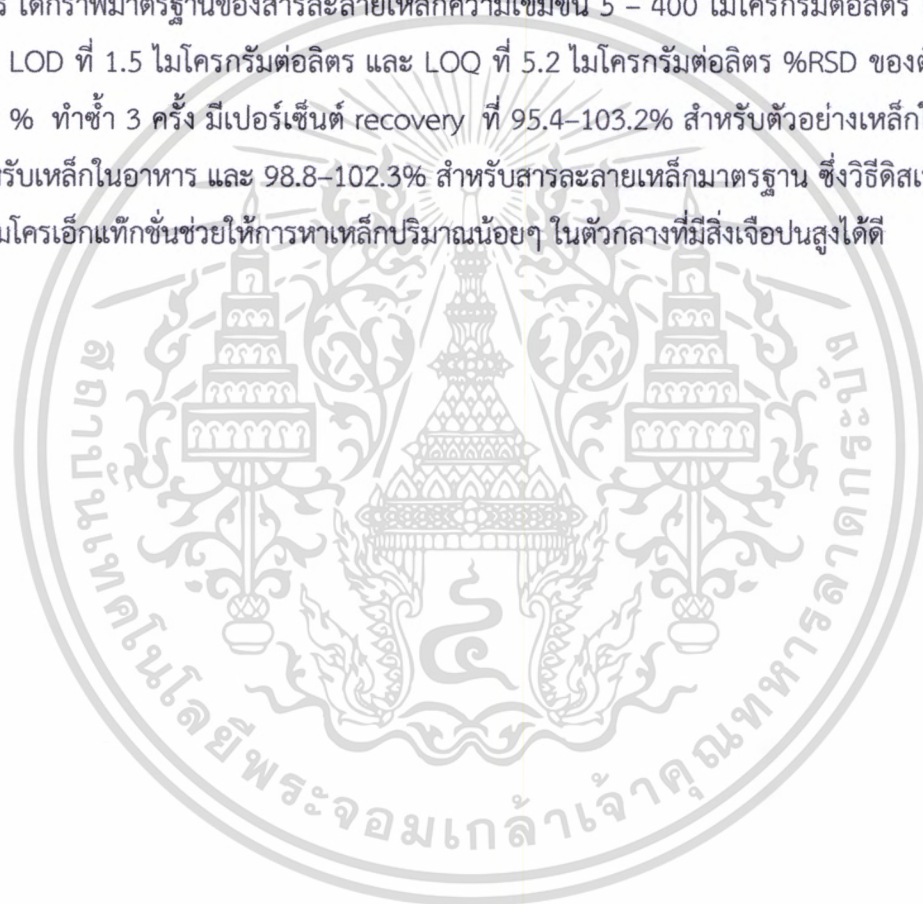 ร ได้กราฟมาตรฐานของสารละลายเหล็กความเข้มข้น 5 – 400 ไมโครกรัมต่อลิตร
LOD ที่ 1.5 ไมโครกรัมต่อลิตร และ LOQ ที่ 5.2 ไมโครกรัมต่อลิตร %RSD ของ
% ทำซ้ำ 3 ครั้ง มีเปอร์เซ็นต์ recovery ที่ 95.4–103.2% สำหรับตัวอย่างเหล็ก
รับเหล็กในอาหาร และ 98.8–102.3% สำหรับสารละลายเหล็กมาตรฐาน ซึ่งวิธีดิสเ
มโครเอ็กแท๊กชั่นช่วยให้การหาเหล็กปริมาณน้อยๆ ในตัวกลางที่มีสิ่งเจือปนสูงได้ดี
สถาบันเทคโนโลยีพระจอมเกล้าเจ้าคุณทหารลาดกระบัง
๔